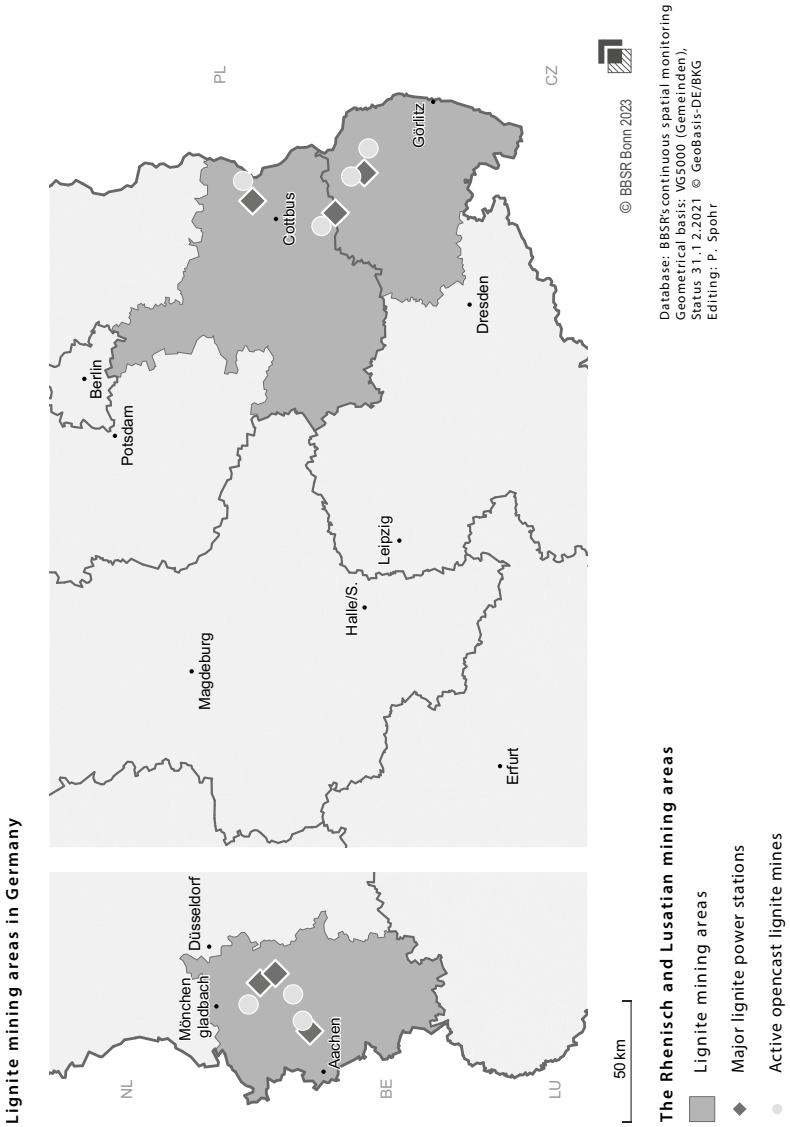 Lignite mining areas in Germany
NL
BE
LU
Mönchen
gladbach
Düsseldorf
Aachen
Magdeburg
Halle/S.
Erfurt
Leipzig
Potsdam
Berlin
Dresden
Cottbus
Görlitz
PL
CZ
50 km
© BBSR Bonn 2023
The Rhenisch and Lusatian mining areas
Lignite mining areas
Major lignite power stations
Active opencast lignite mines
Database: BBSR's continuous spatial monitoring
Geometrical basis: VG5000 (Gemeinden),
Status 31.12.2021 © GeoBasis-DE/BKG
Editing: P. Spohr